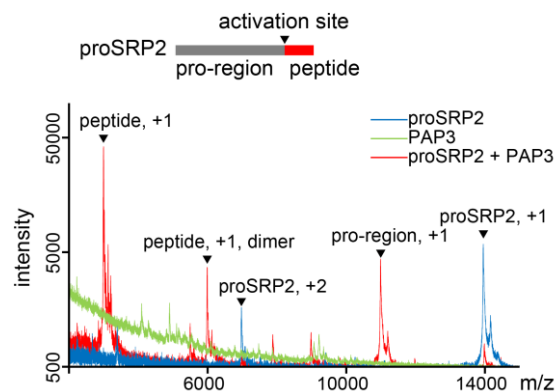 activation site
proSRP2
pro-region peptide
peptide, +1
proSRP2
PAP3
proSRP2 + PAP3
peptide, +1, dimer
proSRP2, +2
pro-region, +1
proSRP2, +1
intensity
50000
5000
500
6000 10000 14000 m/z